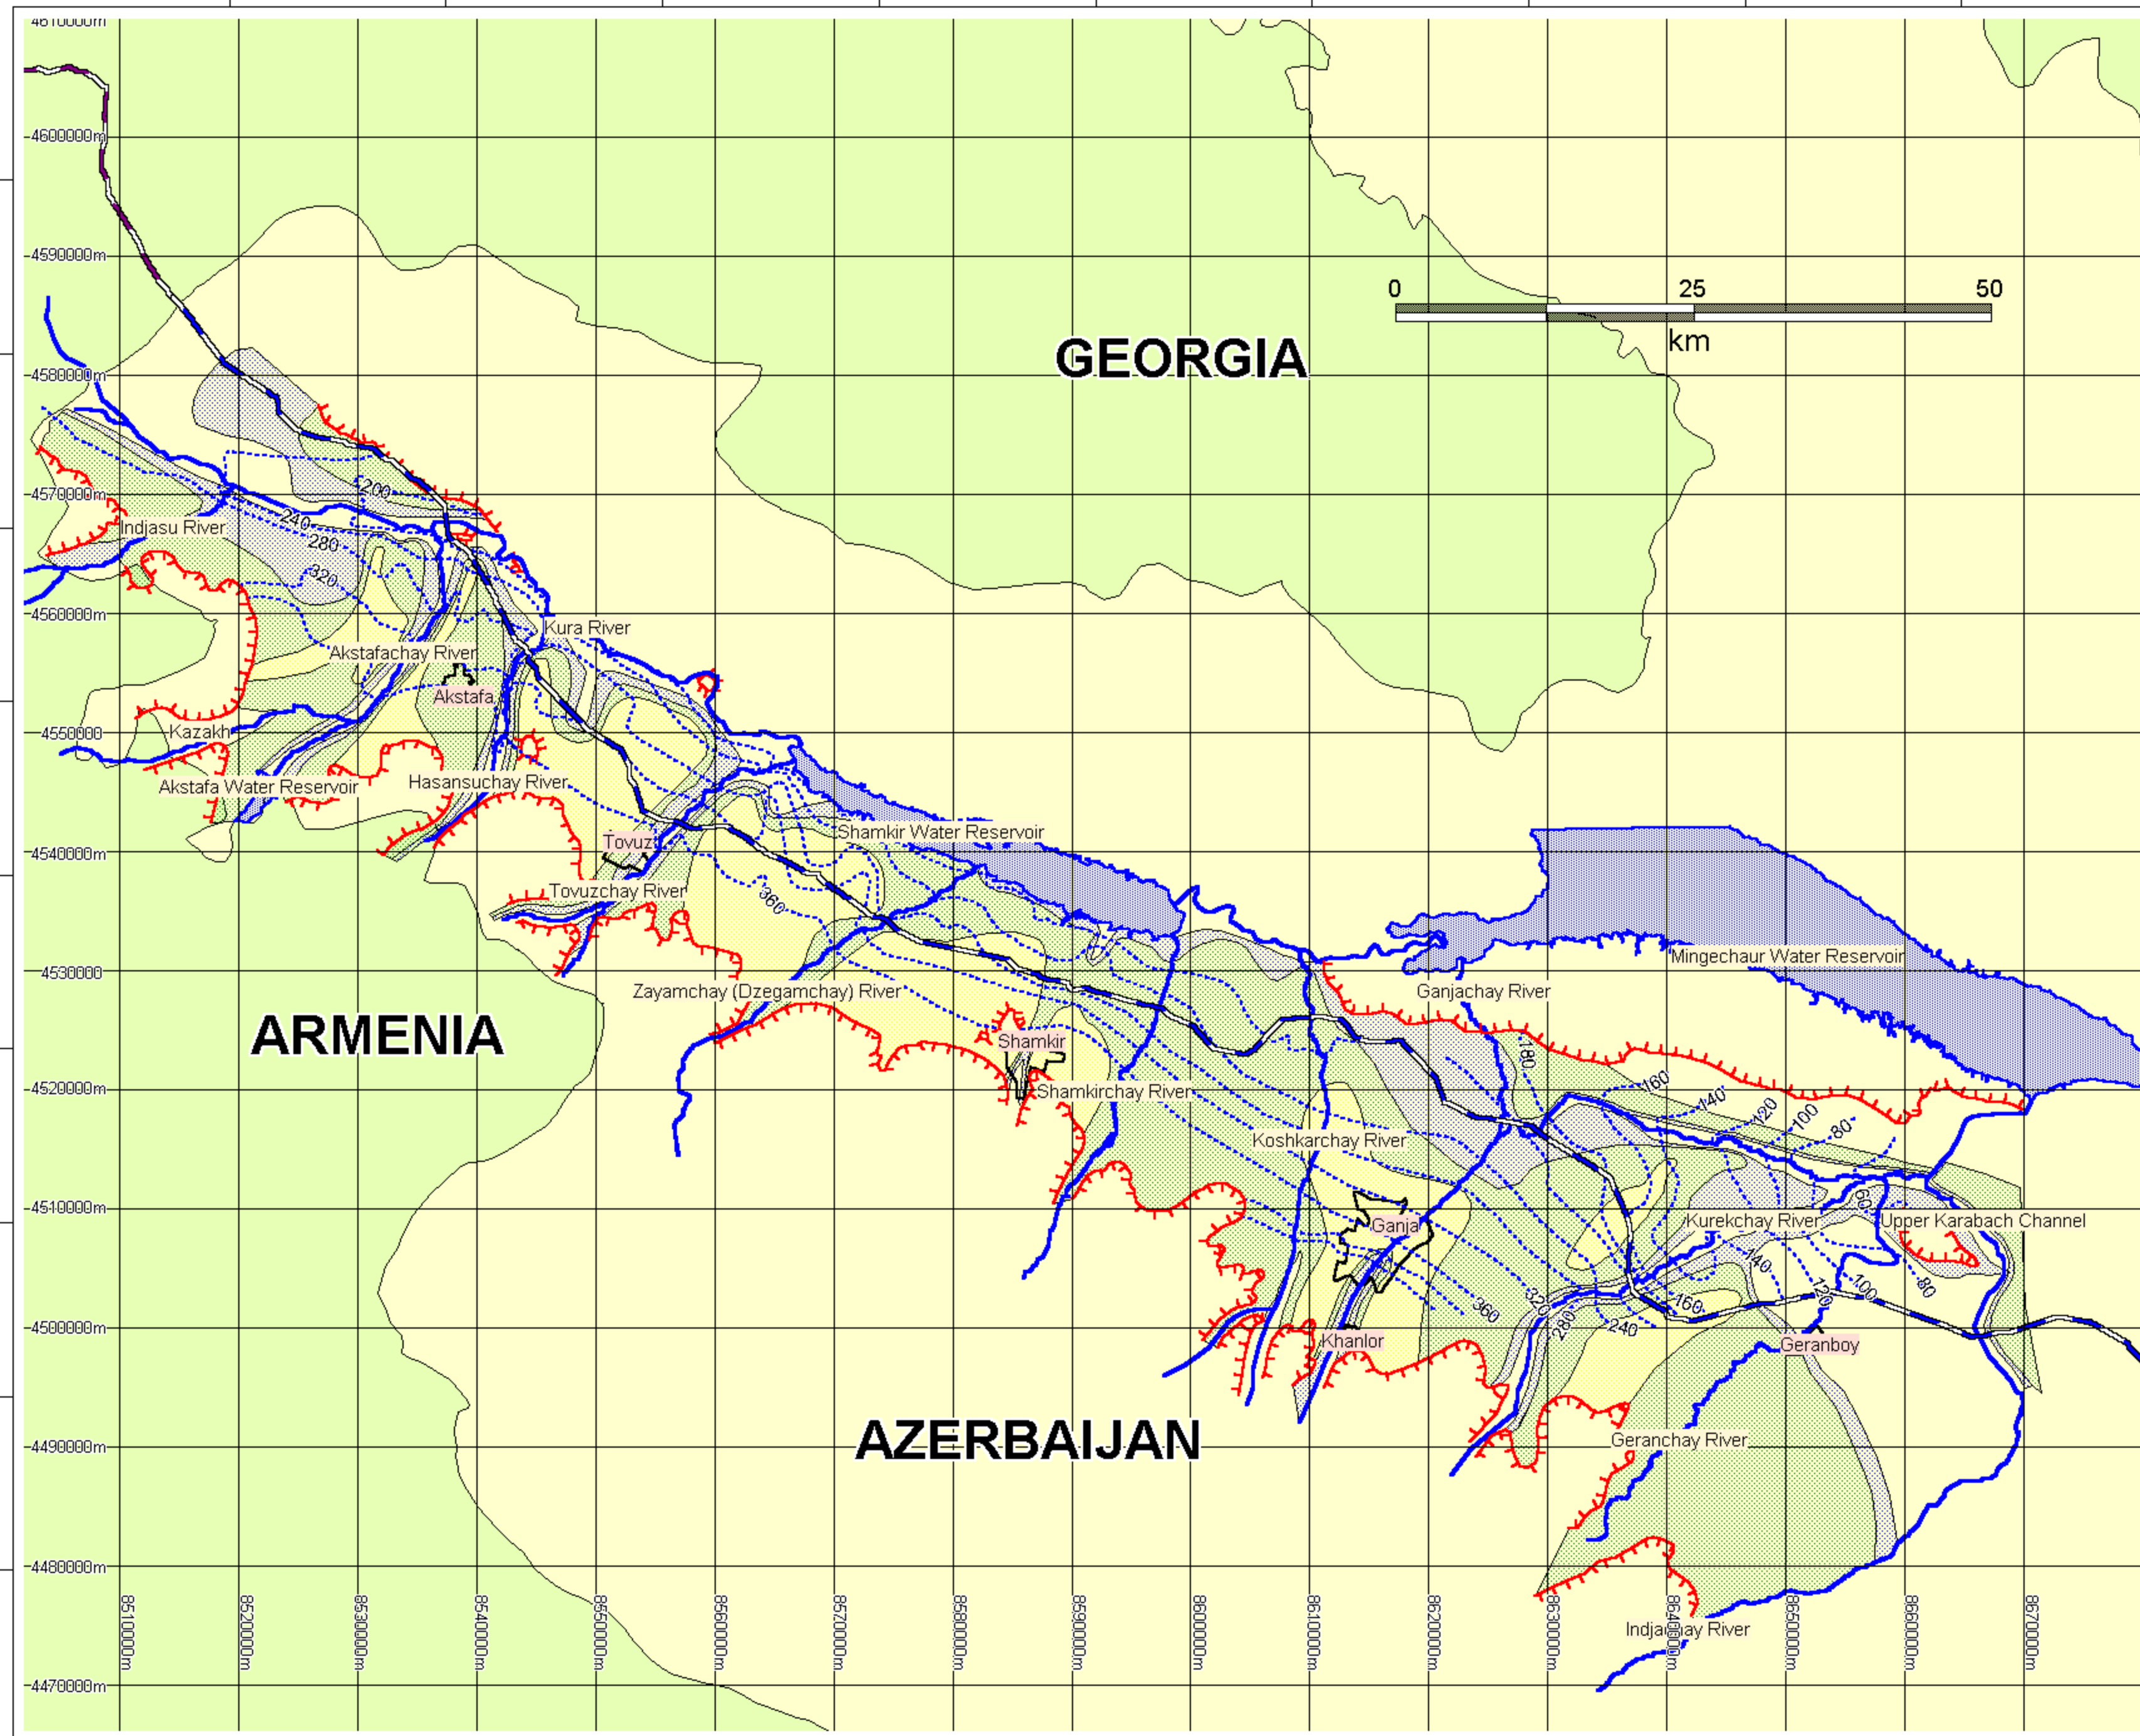 4610000m
4600000m
4590000m
0 25 50
km
GEORGIA
4580000m
200
4570000m
240
Indjasu River
280
320
4560000m
Kura River
Akstafachay River
Akstafa
4550000
Kazakh
Hasansuchay River
Akstafa Water Reservoir
Shamkir Water Reservoir
Tovuz
4540000m
Tovuzchay River
360
Mingechaur Water Reservoir
4530000
Zayamchay (Dzegamchay) River
Ganjachay River
ARMENIA
Shamkir
180
4520000m
160
Shamkirchay River
140
120
100
80
Koshkarchay River
4510000m
60
Ganja
Kurekchay River
Upper Karabach Channel
140
120
100
80
360
320
160
4500000m
280
240
Khanlor
Geranboy
AZERBAIJAN
4490000m
Geranchay River
4480000m
8510000m
8520000m
8530000m
8540000m
8550000m
8560000m
8570000m
8580000m
8590000m
8600000m
8610000m
8620000m
8630000m
8640000m
8650000m
8660000m
8670000m
Indjachay River
4470000m